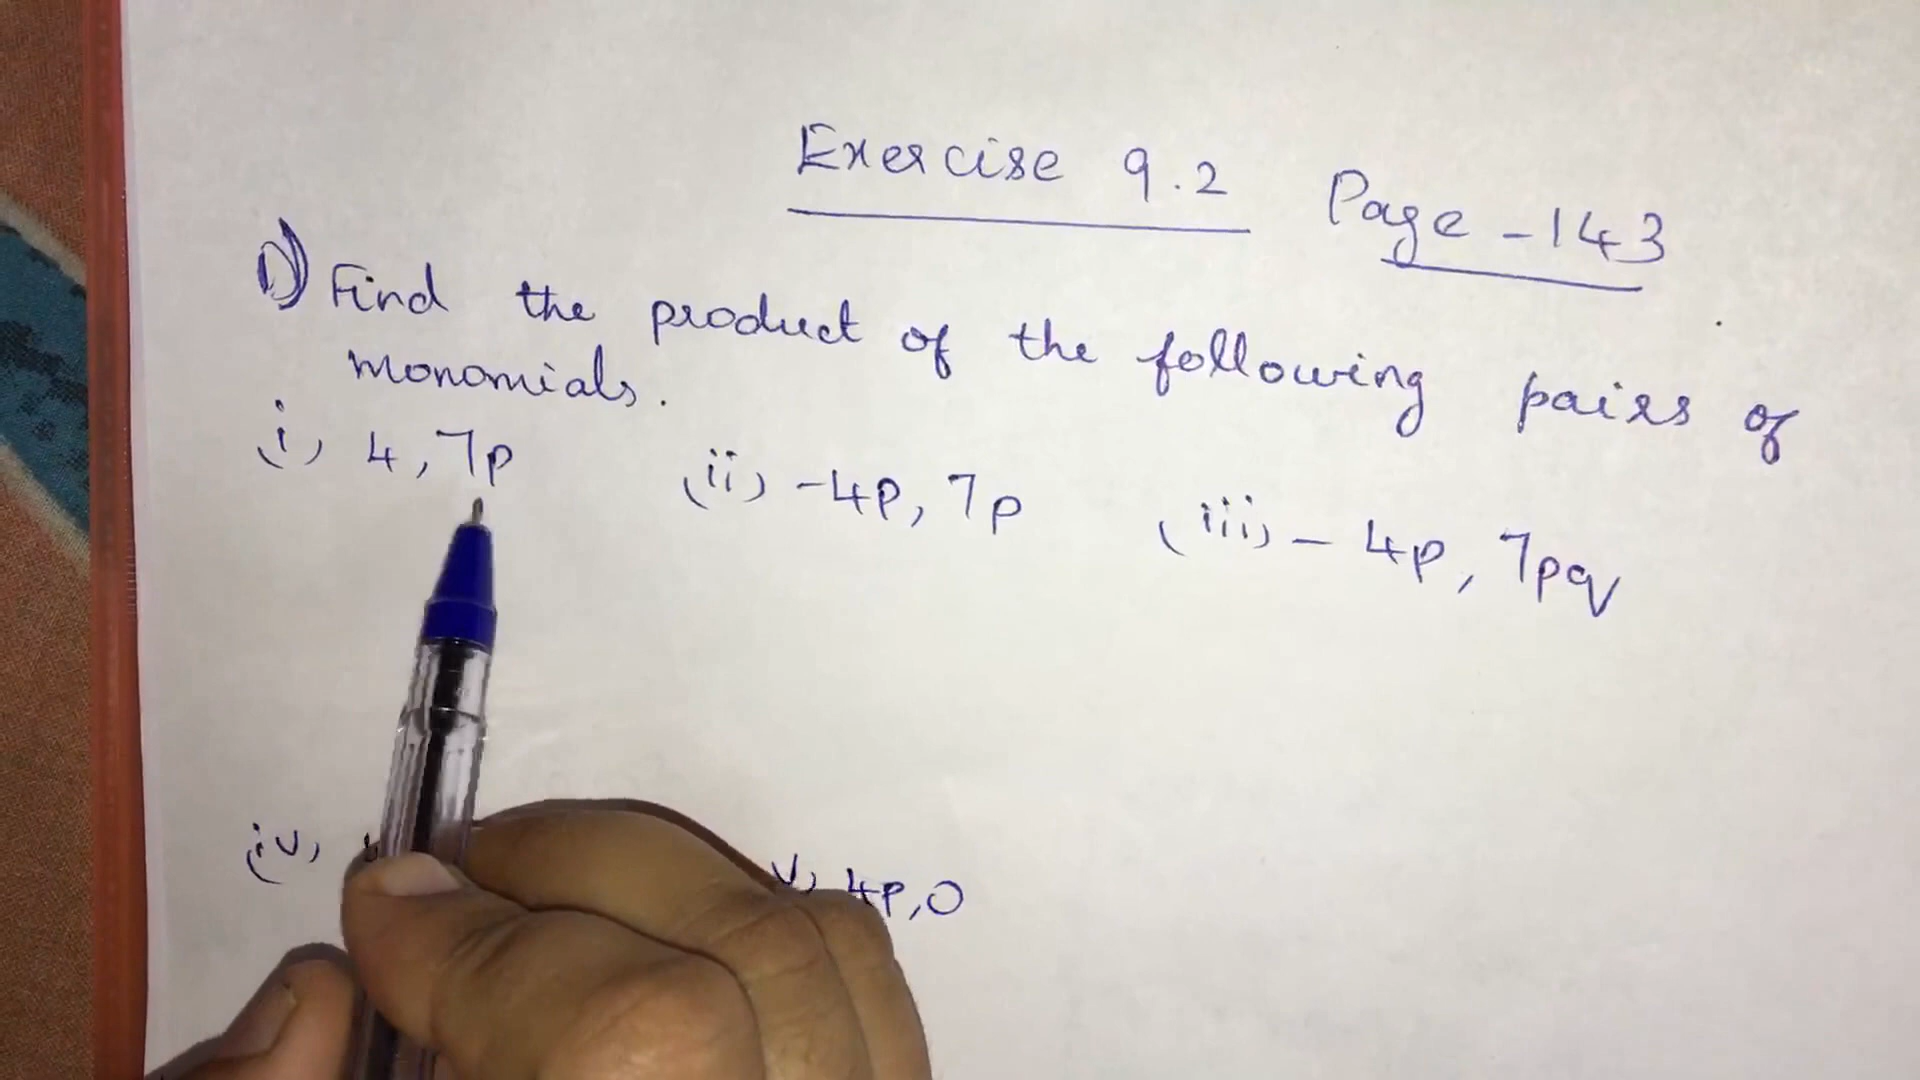 Exercise 9.2 Page - 143
1) Find the product of the following pairs of
monomials.
(i) 4, 7p (ii) -4p, 7p (iii) - 4p, 7pq
(iv) v) 4p, 0